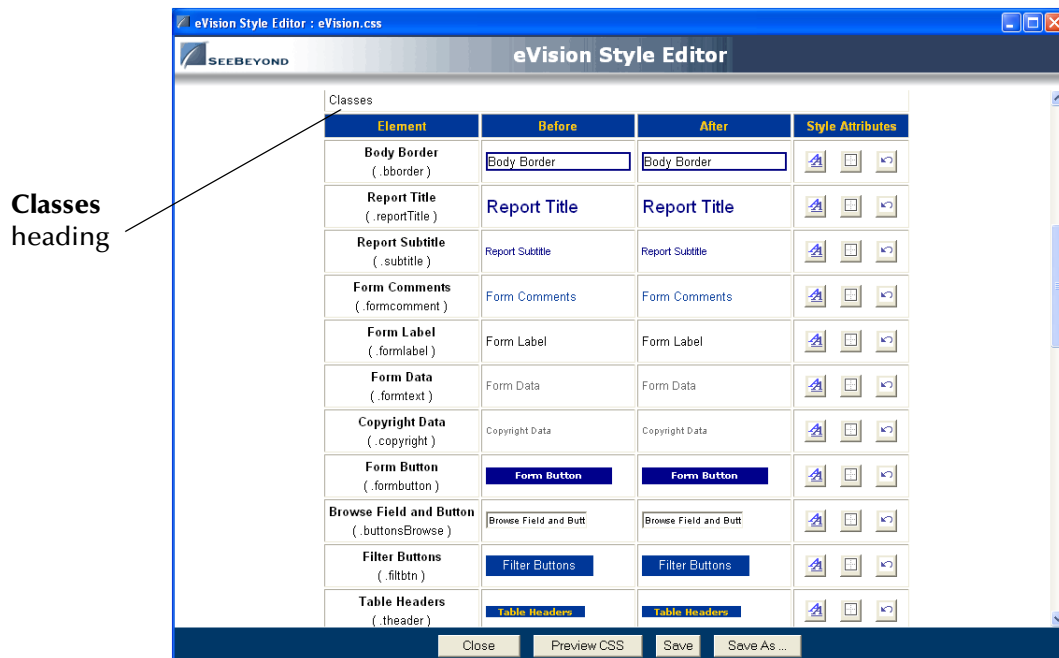 eVision Style Editor : eVision.css
SEEBEYOND
eVision Style Editor
Classes
Element Before After Style Attributes
Body Border
( .bborder )
Body Border Body Border
Report Title
( .reportTitle )
Report Title Report Title
Report Subtitle
( .subtitle )
Report Subtitle Report Subtitle
Form Comments
( .formcomment )
Form Comments Form Comments
Form Label
( .formlabel )
Form Label Form Label
Form Data
( .formtext )
Form Data Form Data
Copyright Data
( .copyright )
Copyright Data Copyright Data
Form Button
( .formbutton )
Form Button Form Button
Browse Field and Button
( .buttonsBrowse )
Browse Field and Butt Browse Field and Butt
Filter Buttons
( .filtbtn )
Filter Buttons Filter Buttons
Table Headers
( .theader )
Table Headers Table Headers
Close Preview CSS Save Save As ...
Classes
heading